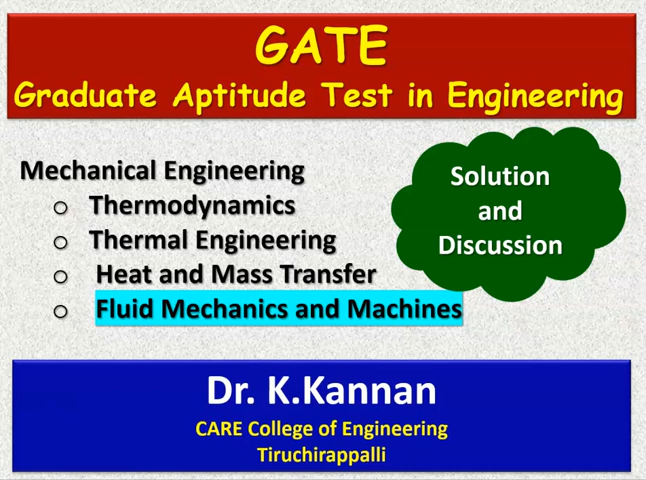 GATE
Graduate Aptitude Test in Engineering
Mechanical Engineering
o Thermodynamics
o Thermal Engineering
o Heat and Mass Transfer
o Fluid Mechanics and Machines
Solution
and
Discussion
Dr. K.Kannan
CARE College of Engineering
Tiruchirappalli